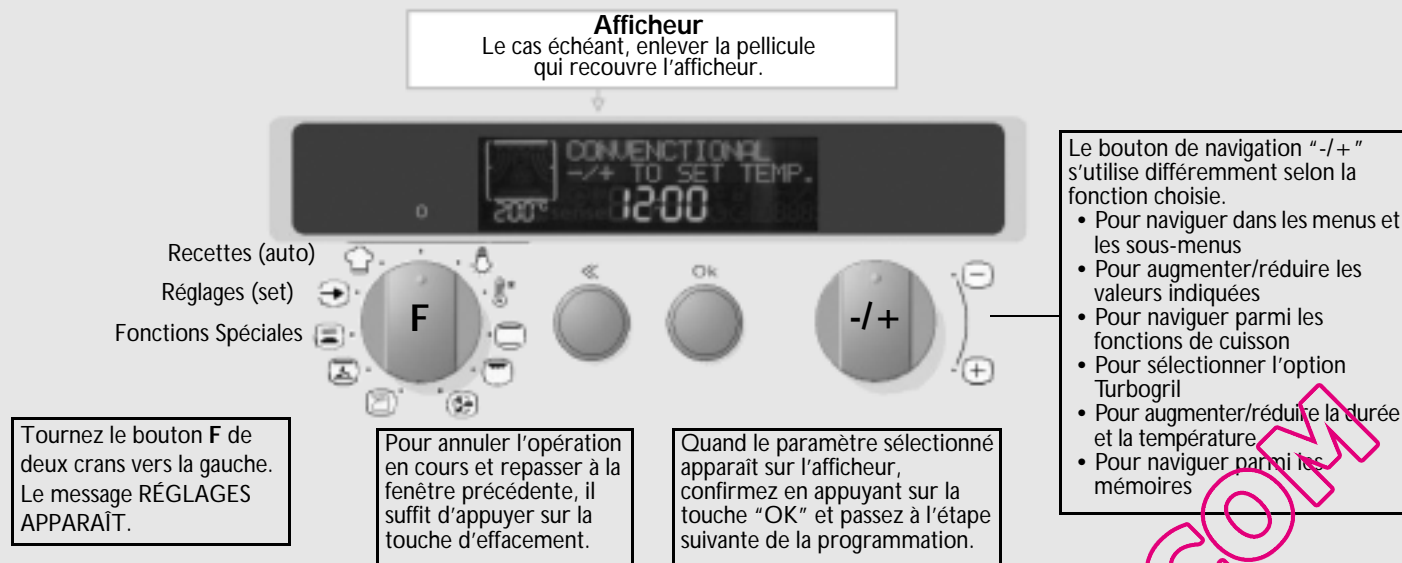 Afficheur
Le cas échéant, enlever la pellicule
qui recouvre l'afficheur.
CONVENCTIONAL
-/+ TO SET TEMP.
0
200° sense 12:00
Recettes (auto)
Réglages (set)
Fonctions Spéciales
F
≪
Ok
-/+
−
+
Le bouton de navigation “-/+”
s'utilise différemment selon la
fonction choisie.
• Pour naviguer dans les menus et
les sous-menus
• Pour augmenter/réduire les
valeurs indiquées
• Pour naviguer parmi les
fonctions de cuisson
• Pour sélectionner l'option
Turbogril
• Pour augmenter/réduire la durée
et la température
• Pour naviguer parmi les
mémoires
Tournez le bouton F de
deux crans vers la gauche.
Le message RÉGLAGES
APPARAÎT.
Pour annuler l'opération
en cours et repasser à la
fenêtre précédente, il
suffit d'appuyer sur la
touche d'effacement.
Quand le paramètre sélectionné
apparaît sur l'afficheur,
confirmez en appuyant sur la
touche “OK” et passez à l'étape
suivante de la programmation.
.COM